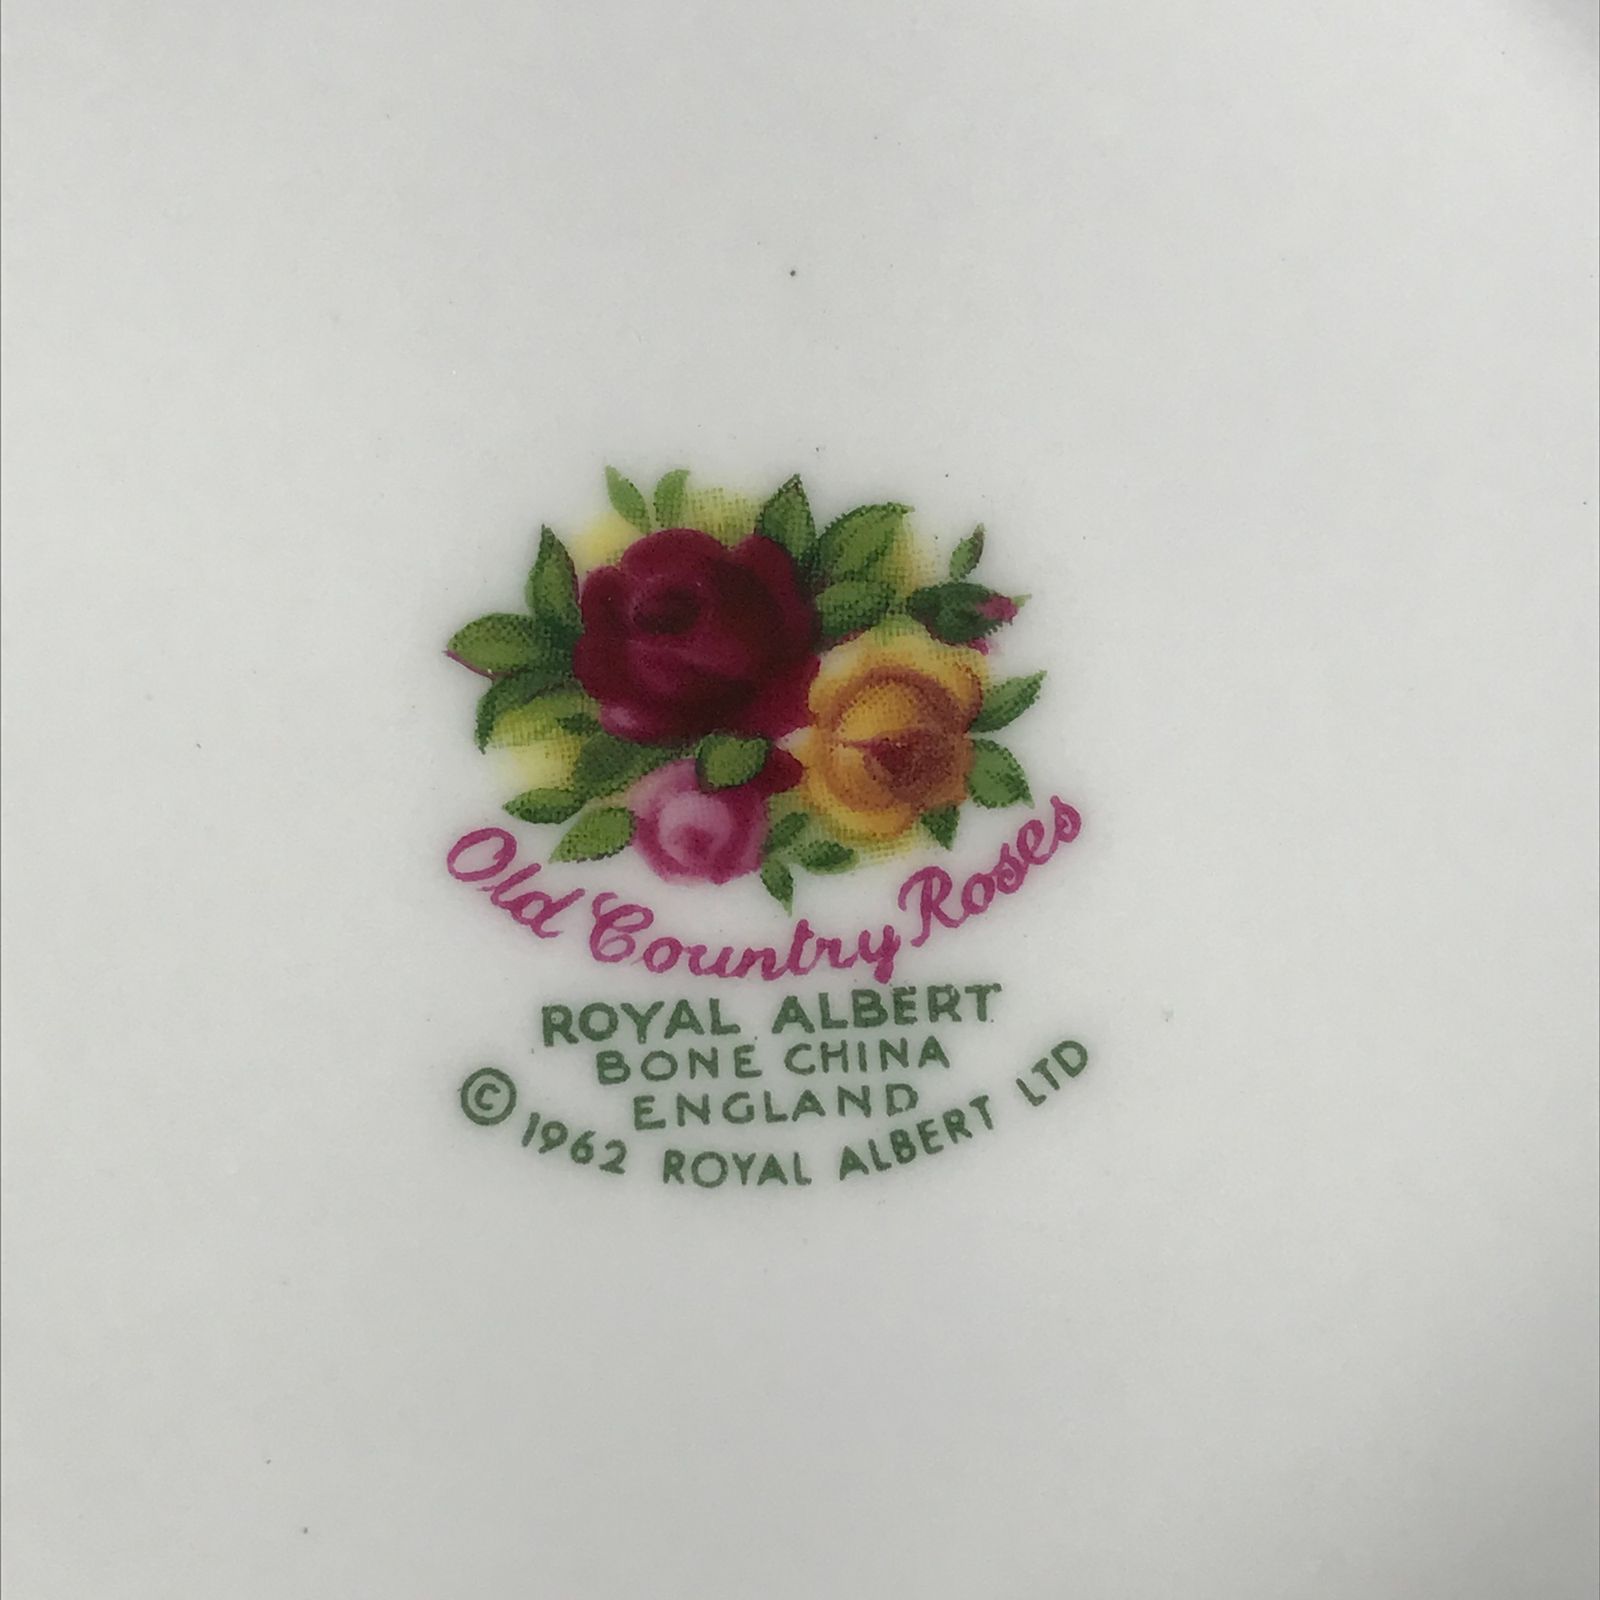 Old Country Roses
ROYAL ALBERT
BONE CHINA
ENGLAND
© 1962 ROYAL ALBERT LTD